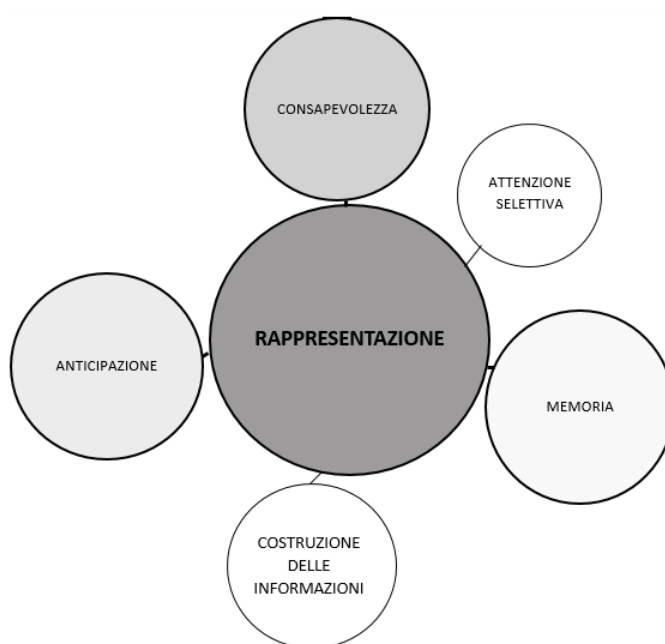 CONSAPEVOLEZZA
ATTENZIONE
SELETTIVA
RAPPRESENTAZIONE
ANTICIPAZIONE
MEMORIA
COSTRUZIONE
DELLE
INFORMAZIONI